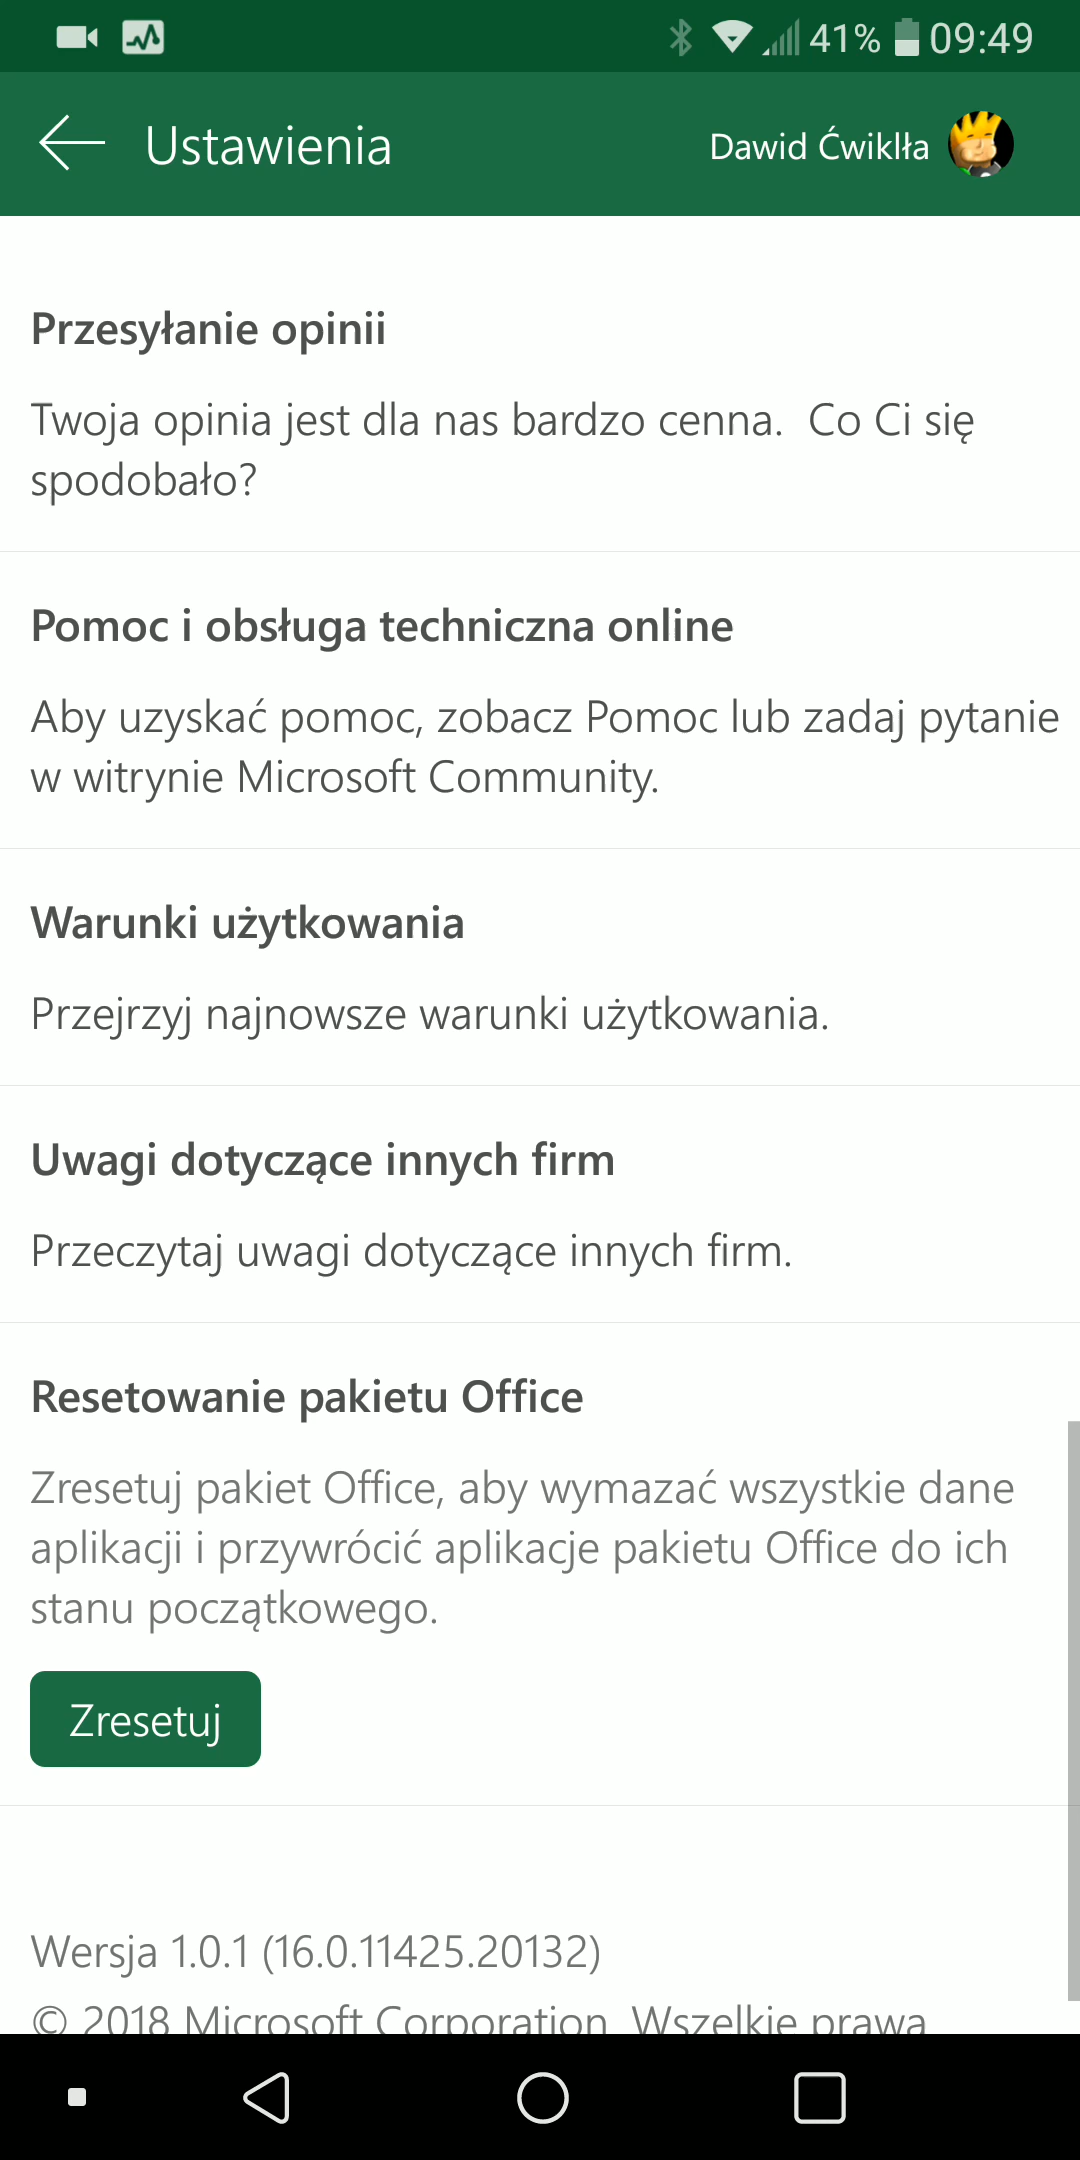 41% 09:49
Ustawienia
Dawid Ćwiklła
Przesyłanie opinii
Twoja opinia jest dla nas bardzo cenna.  Co Ci się
spodobało?
Pomoc i obsługa techniczna online
Aby uzyskać pomoc, zobacz Pomoc lub zadaj pytanie
w witrynie Microsoft Community.
Warunki użytkowania
Przejrzyj najnowsze warunki użytkowania.
Uwagi dotyczące innych firm
Przeczytaj uwagi dotyczące innych firm.
Resetowanie pakietu Office
Zresetuj pakiet Office, aby wymazać wszystkie dane
aplikacji i przywrócić aplikacje pakietu Office do ich
stanu początkowego.
Zresetuj
Wersja 1.0.1 (16.0.11425.20132)
© 2018 Microsoft Corporation. Wszelkie prawa